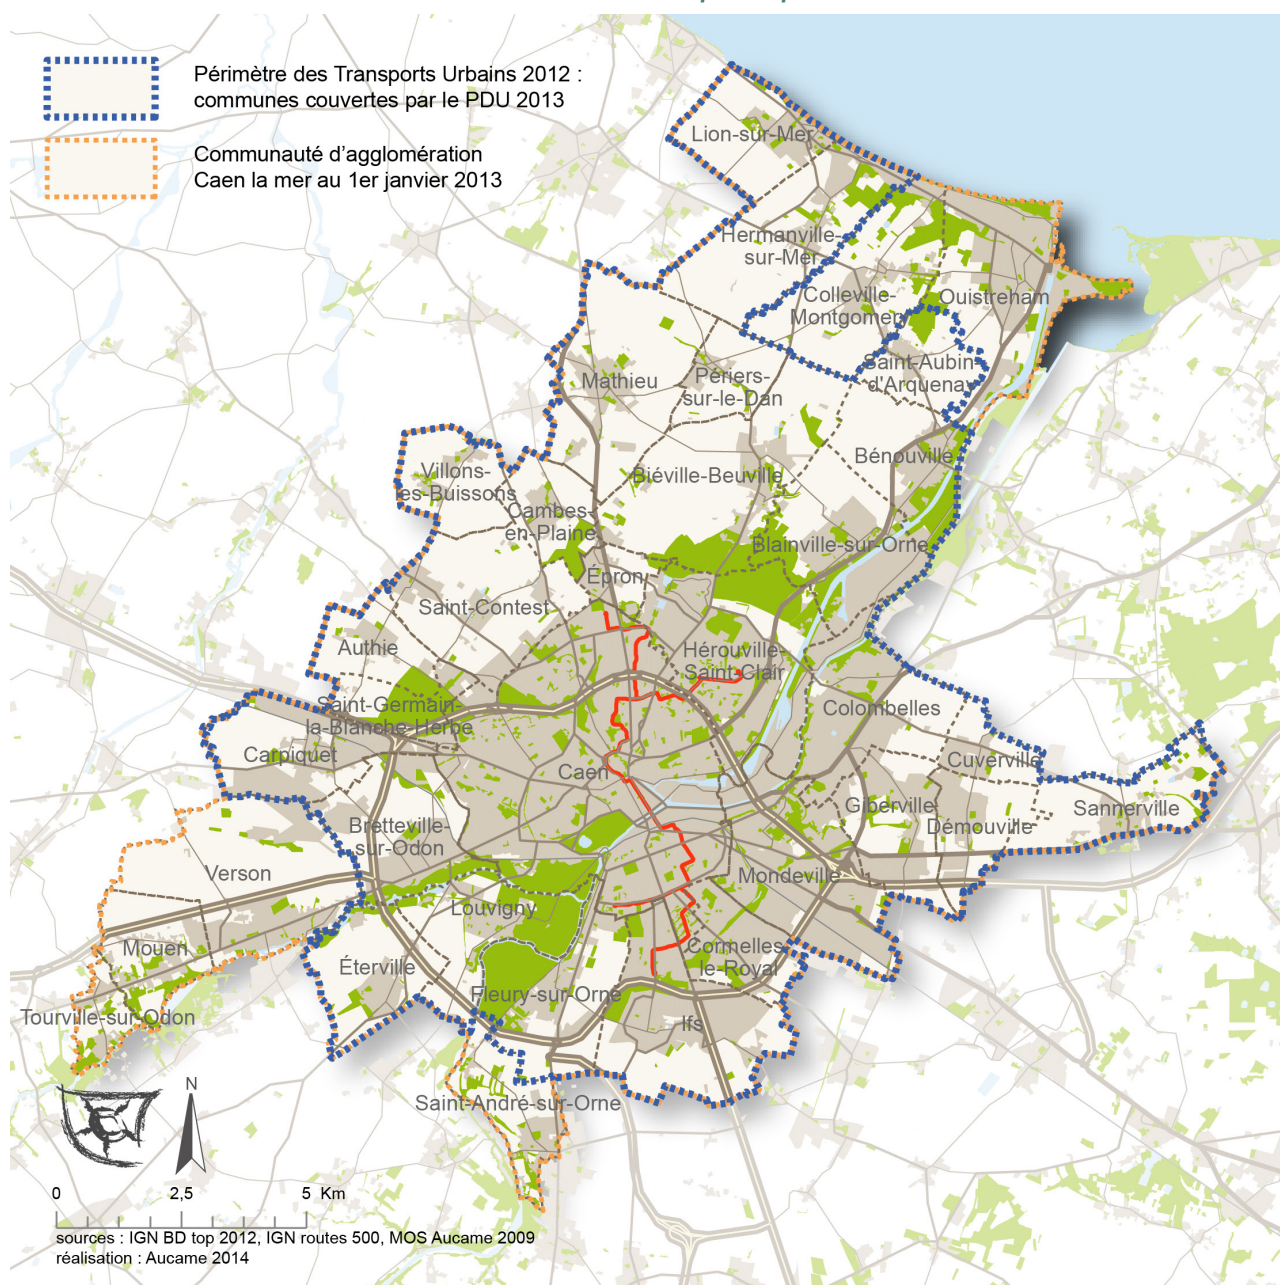 Périmètre des Transports Urbains 2012 :
communes couvertes par le PDU 2013
Communauté d'agglomération
Caen la mer au 1er janvier 2013
Lion-sur-Mer
Hermanville-
sur-Mer
Colleville-
Montgomery
Ouistreham
Saint-Aubin-
d'Arquenay
Mathieu
Périers-
sur-le-Dan
Bénouville
Villons-
les-Buissons
Biéville-Beuville
Cambes-
en-Plaine
Blainville-sur-Orne
Épron
Saint-Contest
Authie
Hérouville-
Saint-Clair
Saint-Germain-
la-Blanche-Herbe
Colombelles
Carpiquet
Caen
Cuverville
Giberville
Démouville
Sannerville
Bretteville-
sur-Odon
Verson
Mondeville
Louvigny
Mouen
Éterville
Cormelles-
le-Royal
Fleury-sur-Orne
Tourville-sur-Odon
Ifs
Saint-André-sur-Orne
N
0 2,5 5 Km
sources : IGN BD top 2012, IGN routes 500, MOS Aucame 2009
réalisation : Aucame 2014